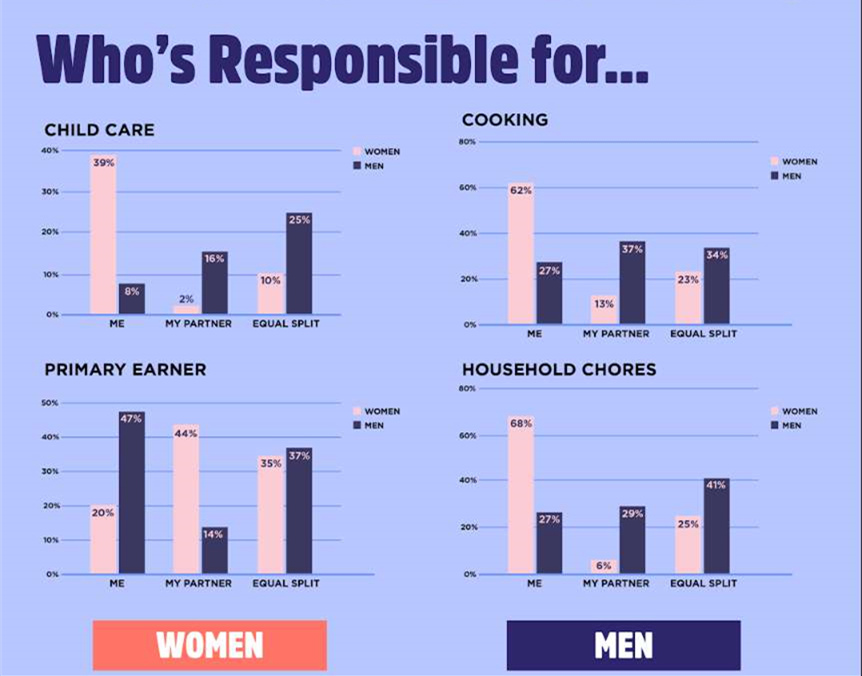 Who's Responsible for...
CHILD CARE
40%
30%
20%
10%
0%
39%
8%
2%
16%
10%
25%
ME
MY PARTNER
EQUAL SPLIT
WOMEN
MEN
COOKING
80%
60%
40%
20%
0%
62%
27%
13%
37%
23%
34%
ME
MY PARTNER
EQUAL SPLIT
WOMEN
MEN
PRIMARY EARNER
50%
40%
30%
20%
10%
0%
20%
47%
44%
14%
35%
37%
ME
MY PARTNER
EQUAL SPLIT
WOMEN
MEN
HOUSEHOLD CHORES
80%
60%
40%
20%
0%
68%
27%
6%
29%
25%
41%
ME
MY PARTNER
EQUAL SPLIT
WOMEN
MEN
WOMEN
MEN